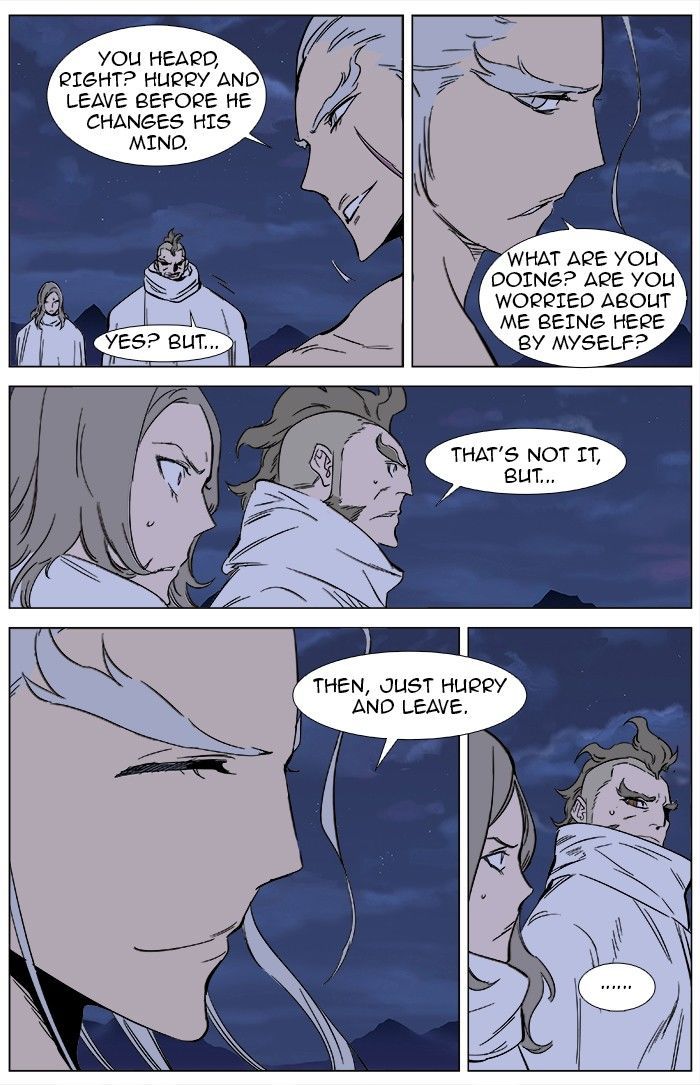 YOU HEARD,
RIGHT? HURRY AND
LEAVE BEFORE HE
CHANGES HIS
MIND.
YES? BUT...
WHAT ARE YOU
DOING? ARE YOU
WORRIED ABOUT
ME BEING HERE
BY MYSELF?
THAT'S NOT IT,
BUT...
THEN, JUST HURRY
AND LEAVE.
......